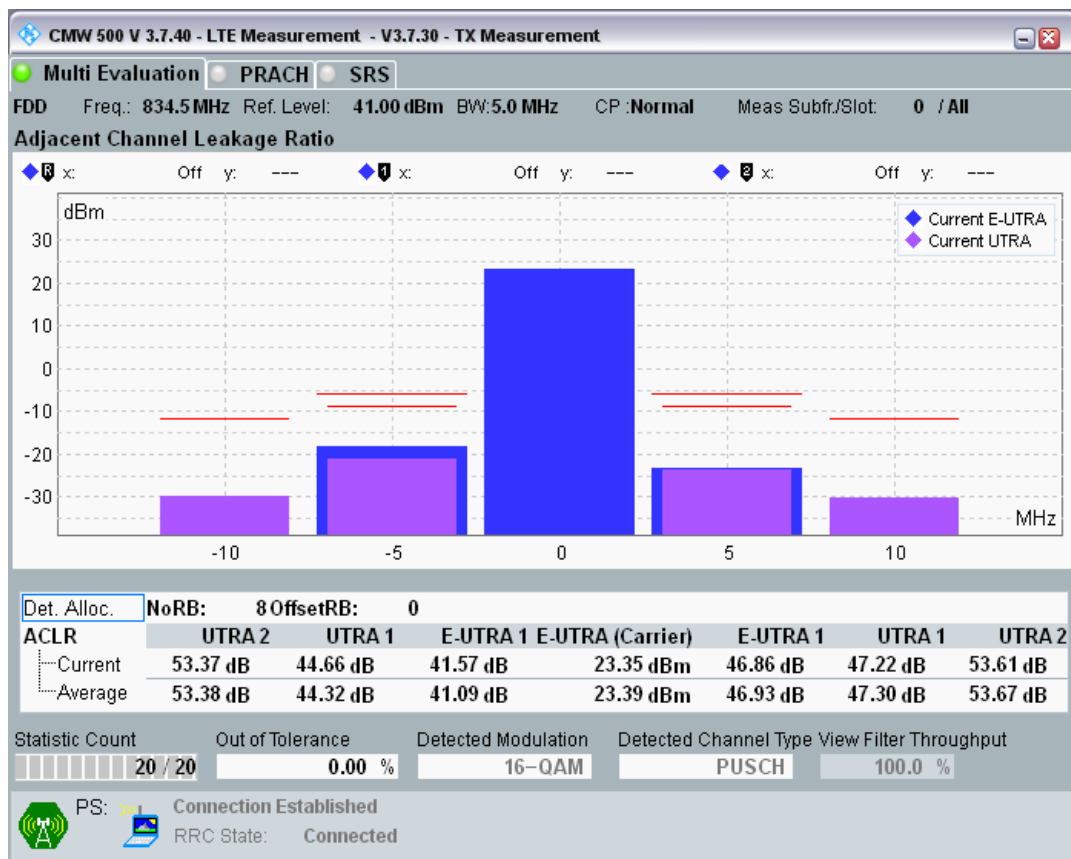 CMW 500 V 3.7.40 - LTE Measurement - V3.7.30 - TX Measurement
Multi Evaluation PRACH SRS
FDD Freq.: 834.5 MHz Ref. Level: 41.00 dBm BW:5.0 MHz CP :Normal Meas Subfr./Slot: 0 / All
Adjacent Channel Leakage Ratio
R x: Off y: --- 1 x: Off y: --- 2 x: Off y: ---
dBm
Current E-UTRA
Current UTRA
30
20
10
0
-10
-20
-30
MHz
-10 -5 0 5 10
Det. Alloc. NoRB: 8 OffsetRB: 0
ACLR UTRA 2 UTRA 1 E-UTRA 1 E-UTRA (Carrier) E-UTRA 1 UTRA 1 UTRA 2
Current 53.37 dB 44.66 dB 41.57 dB 23.35 dBm 46.86 dB 47.22 dB 53.61 dB
Average 53.38 dB 44.32 dB 41.09 dB 23.39 dBm 46.93 dB 47.30 dB 53.67 dB
Statistic Count Out of Tolerance Detected Modulation Detected Channel Type View Filter Throughput
20 / 20 0.00 % 16-QAM PUSCH 100.0 %
PS: Connection Established
RRC State: Connected